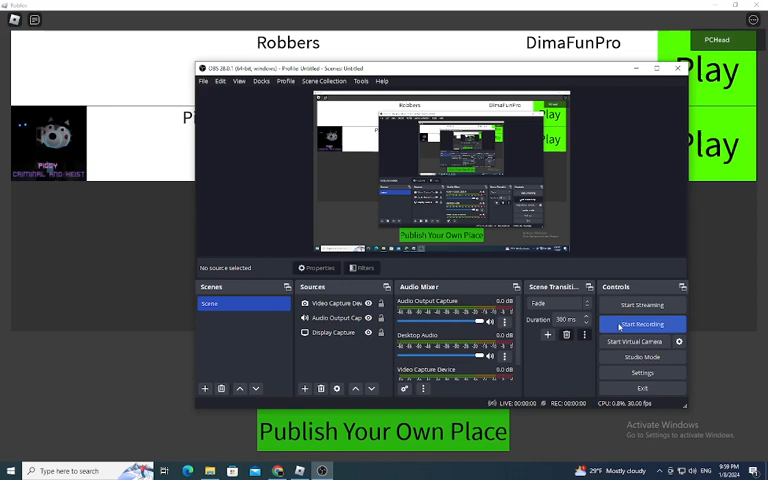 Roblox
Robbers
DimaFunPro
PCHead
Play
Pi
PIGGY
CRIMINAL AND HEIST
Play
OBS 28.0.1 (64-bit, windows) - Profile: Untitled - Scenes: Untitled
File Edit View Docks Profile Scene Collection Tools Help
Robbers
DimaFunPro
Publish Your Own Place
No source selected
Properties
Filters
Scenes
Sources
Audio Mixer
Scene Transiti...
Controls
Scene
Video Capture Dev
Audio Output Cap
Display Capture
Audio Output Capture
0.0 dB
Desktop Audio
0.0 dB
Video Capture Device
0.0 dB
Fade
Duration
300 ms
Start Streaming
Start Recording
Start Virtual Camera
Studio Mode
Settings
Exit
LIVE: 00:00:00
REC: 00:00:00
CPU: 0.8%, 30.00 fps
Publish Your Own Place
Activate Windows
Go to Settings to activate Windows.
Type here to search
29°F Mostly cloudy
ENG
9:59 PM
1/8/2024